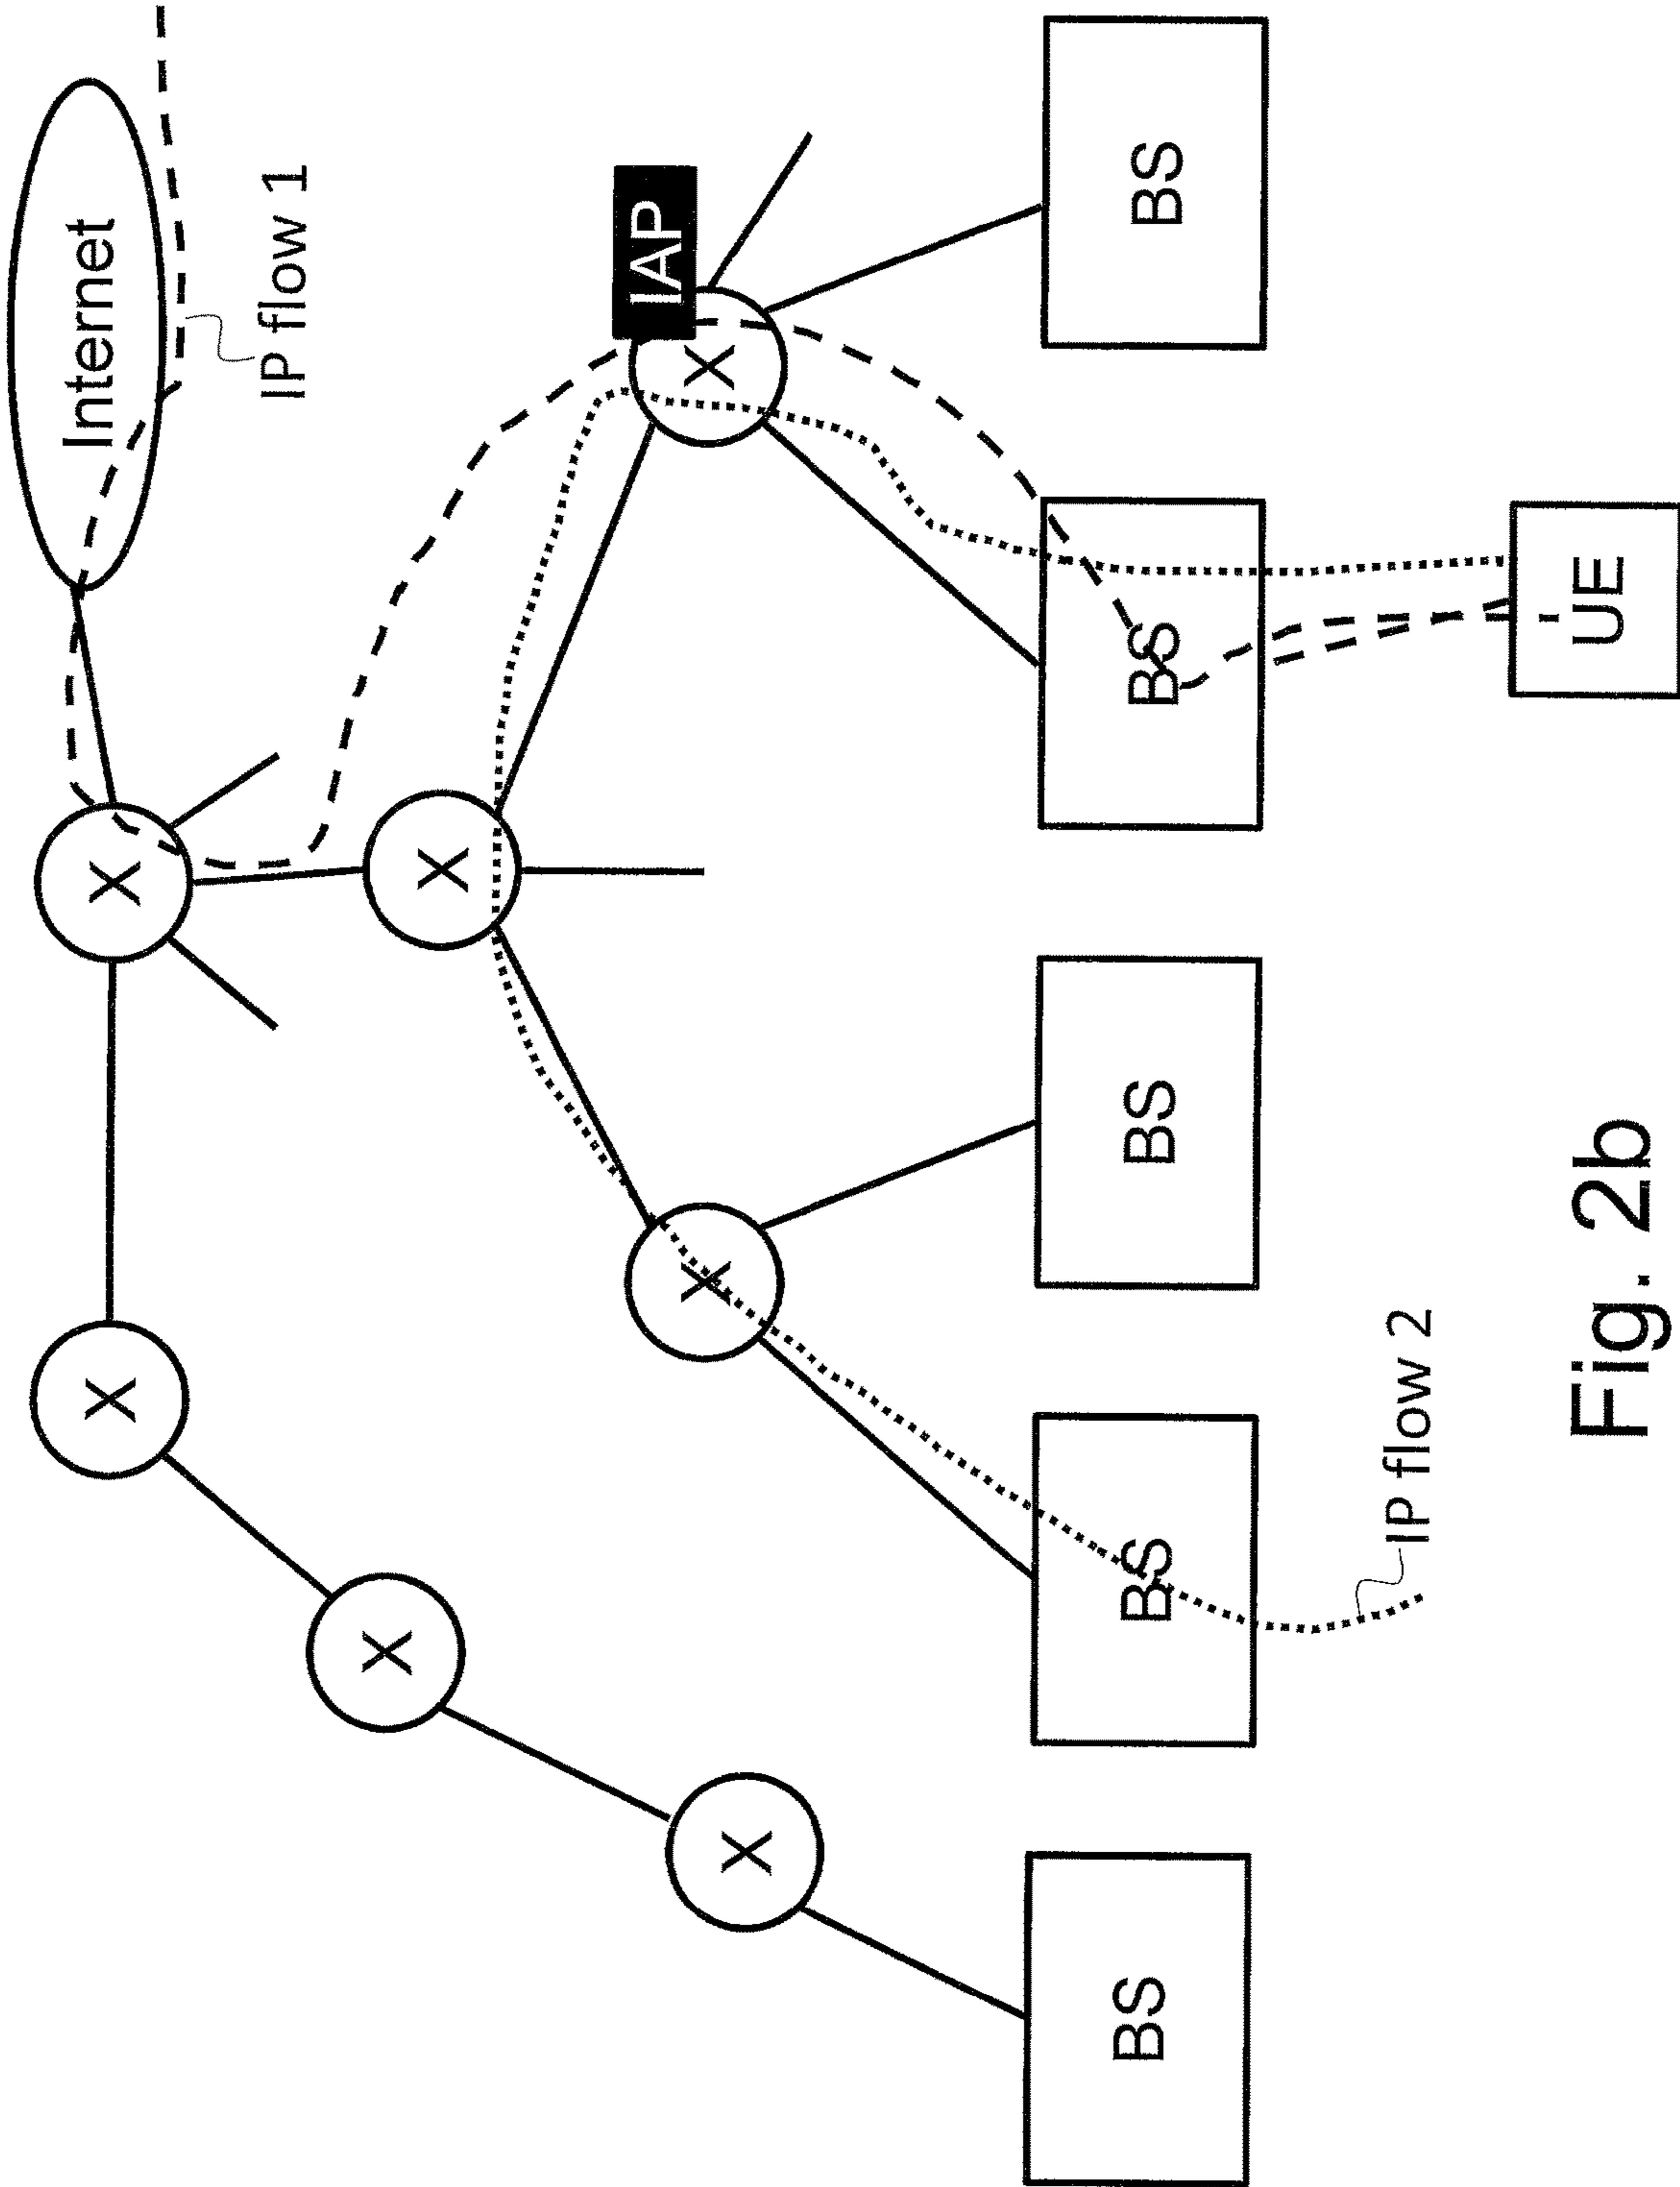 X
X
Internet
IP flow 1
X
X
IAP
X
X
X
BS
BS
BS
BS
BS
IP flow 2
UE
Fig. 2b